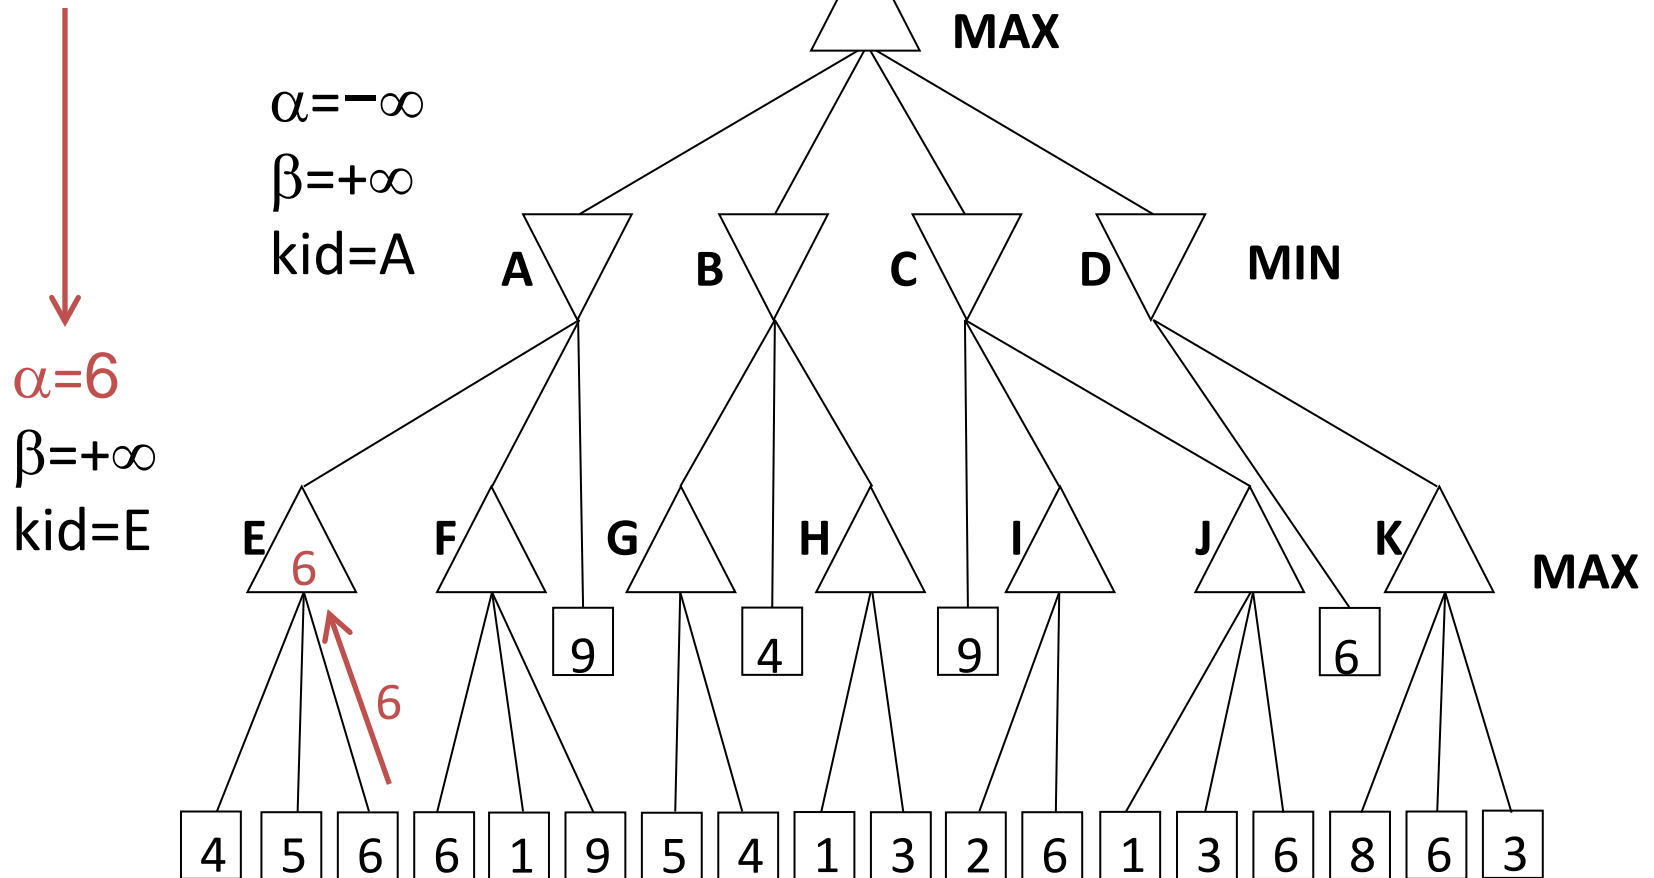 MAX
α=−∞
β=+∞
kid=A
A B C D MIN
α=6
β=+∞
kid=E
E F G H I J K
6
MAX
9 4 9 6
6
4 5 6 6 1 9 5 4 1 3 2 6 1 3 6 8 6 3